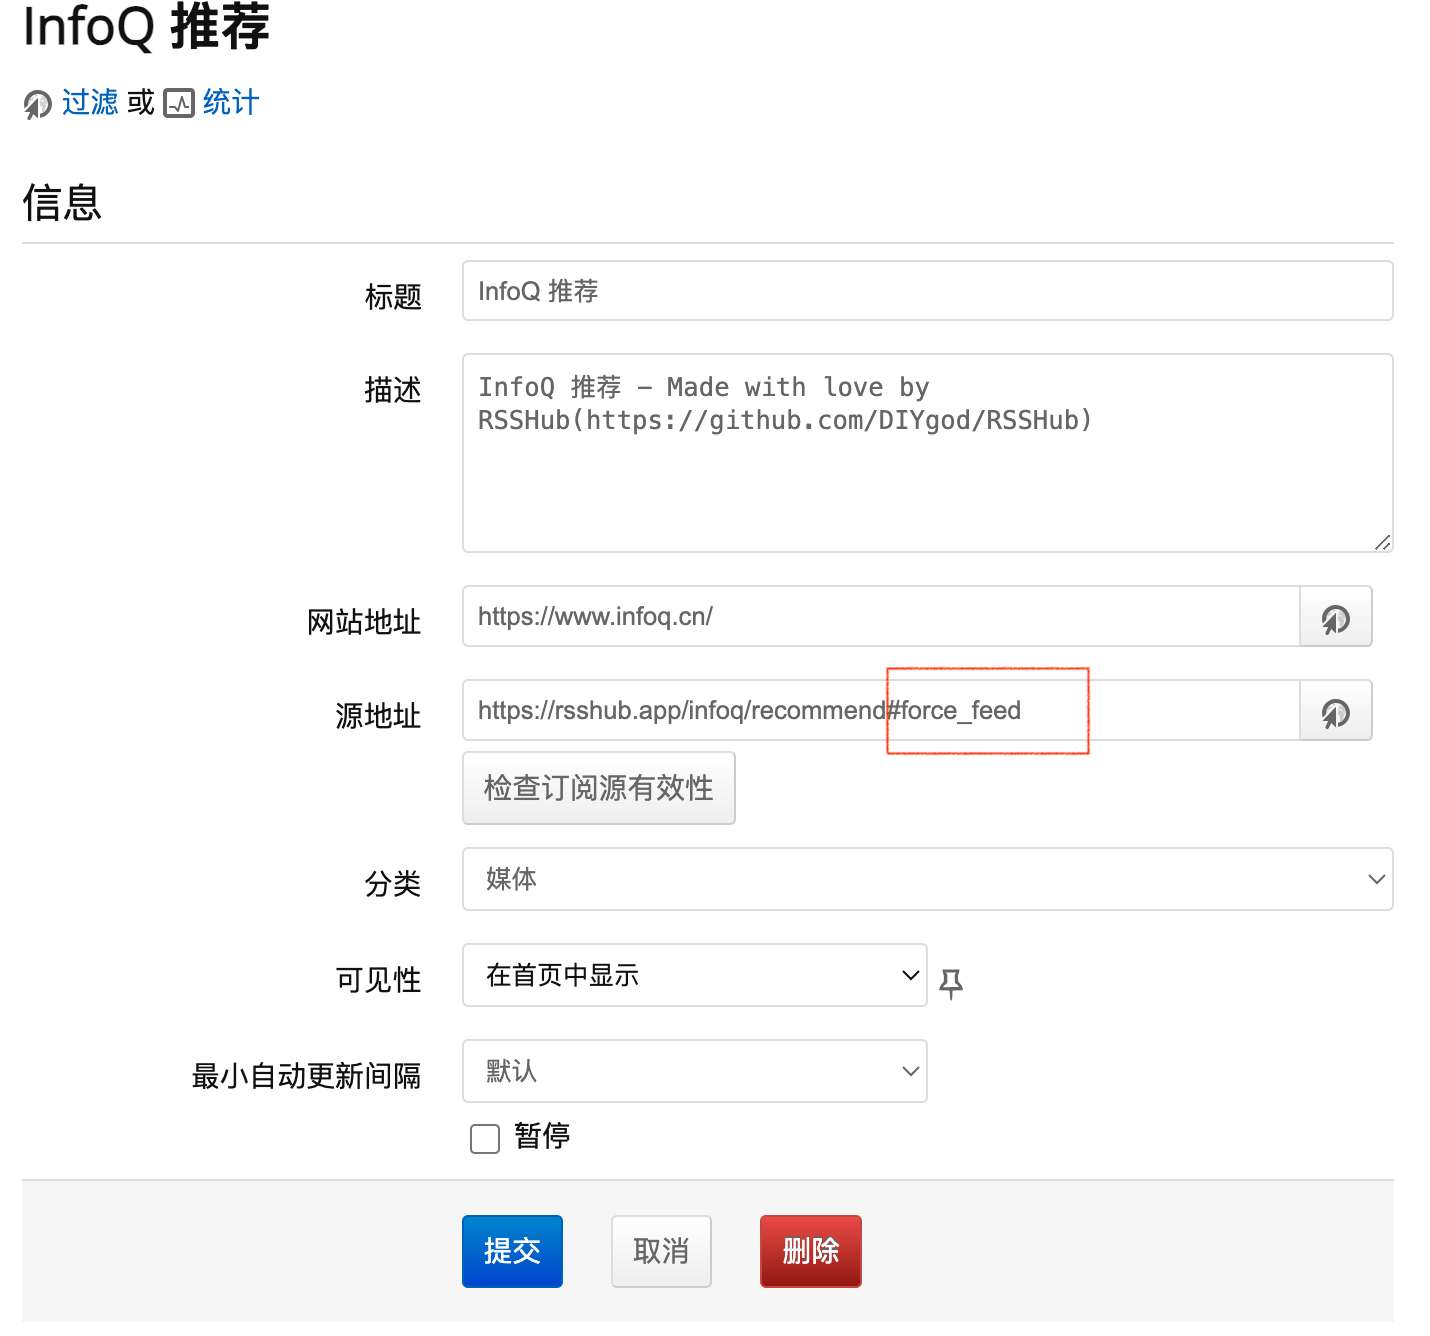 InfoQ 推荐
过滤 或 统计
信息
标题
InfoQ 推荐
描述
InfoQ 推荐 - Made with love by
RSSHub(https://github.com/DIYgod/RSSHub)
网站地址
https://www.infoq.cn/
源地址
https://rsshub.app/infoq/recommend#force_feed
检查订阅源有效性
分类
媒体
可见性
在首页中显示
最小自动更新间隔
默认
暂停
提交 取消 删除